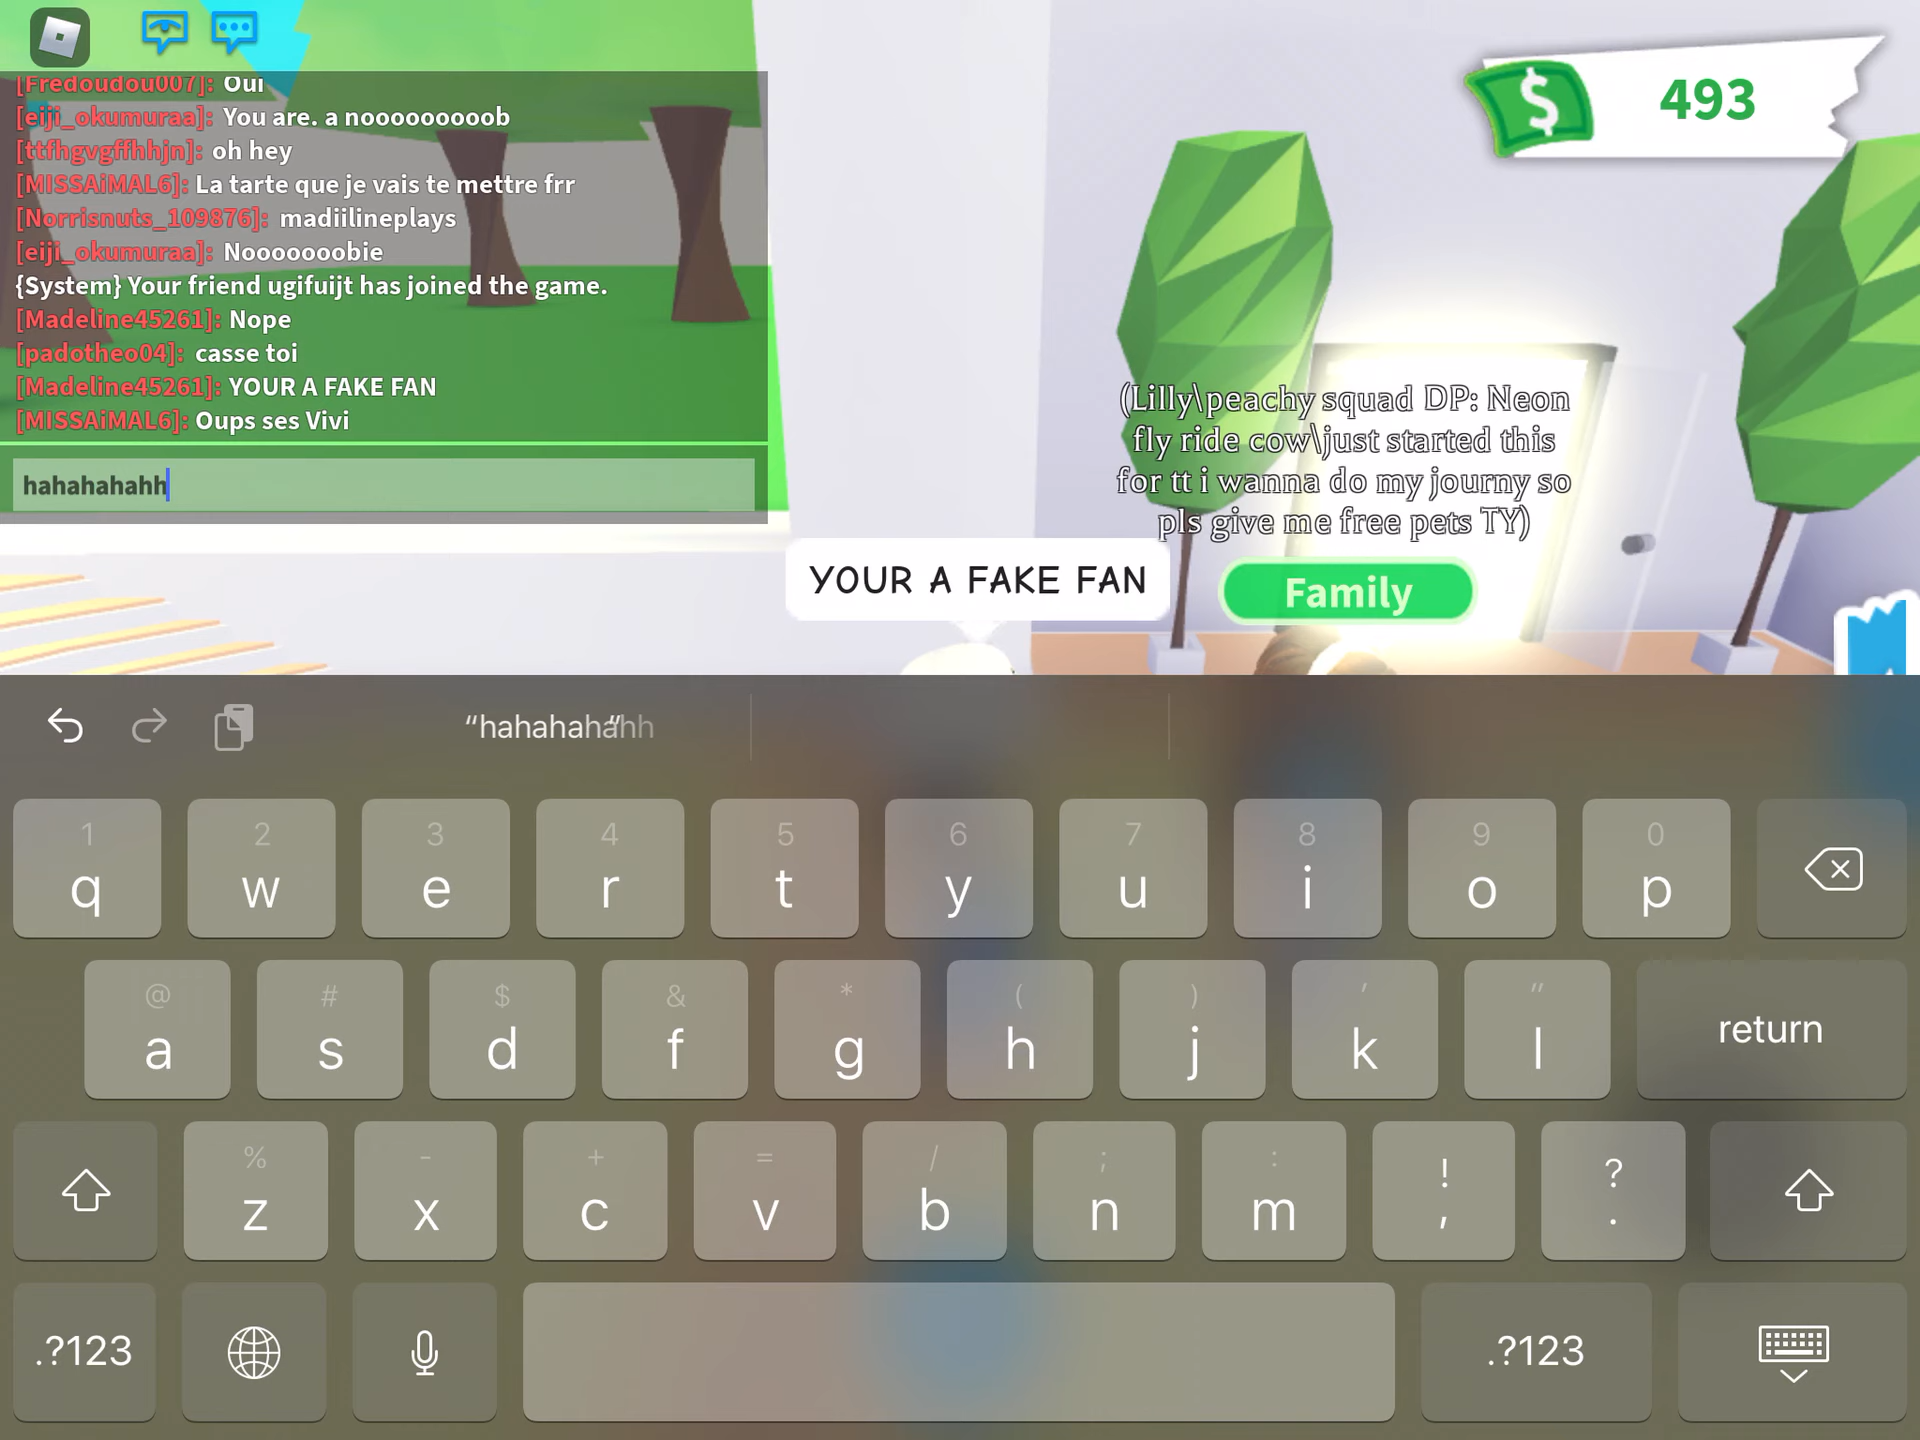 [Fredoudou007]: Oui
[eiji_okumuraa]: You are. a nooooooooob
[ttfhgvgffhhjn]: oh hey
[MISSAiMAL6]: La tarte que je vais te mettre frr
[Norrisnuts_109876]: madiilineplays
[eiji_okumuraa]: Nooooooobie
{System} Your friend ugifuijt has joined the game.
[Madeline45261]: Nope
[padotheo04]: casse toi
[Madeline45261]: YOUR A FAKE FAN
[MISSAiMAL6]: Oups ses Vivi
hahahahahh
493
(Lilly\peachy squad DP: Neon
fly ride cow\just started this
for tt i wanna do my journy so
pls give me free pets TY)
Family
YOUR A FAKE FAN
“hahahaha“hh
1 2 3 4 5 6 7 8 9 0
q w e r t y u i o p
@ # $ & * ( ) ' "
a s d f g h j k l return
% - + = / ; : ! ?
z x c v b n m , .
.?123 .?123